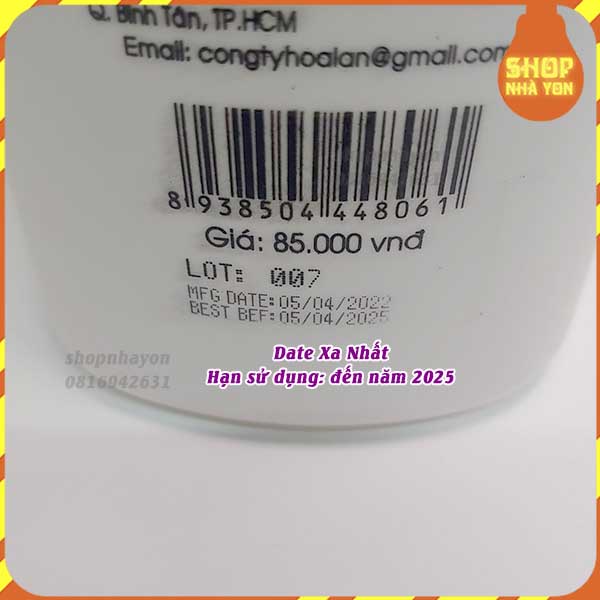 Q. Bình Tân, TP.HCM
Email: congtyhoalan@gmail.com
SHOP
NHÀ YON
8 938504 448061
Giá: 85.000 vnđ
LOT: 007
MFG DATE:05/04/2022
BEST BEF:05/04/2025
shopnhayon
0816042631
Date Xa Nhất
Hạn sử dụng: đến năm 2025